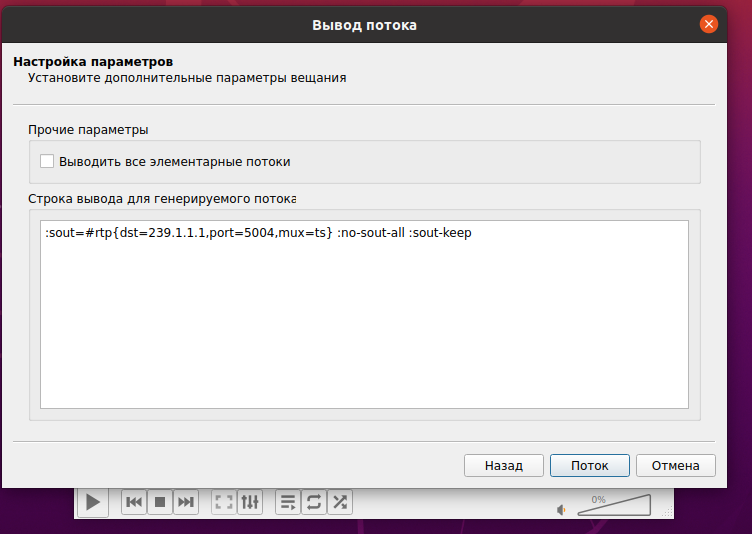 Вывод потока
Настройка параметров
Установите дополнительные параметры вещания
Прочие параметры
Выводить все элементарные потоки
Строка вывода для генерируемого потока
:sout=#rtp{dst=239.1.1.1,port=5004,mux=ts} :no-sout-all :sout-keep
Назад
Поток
Отмена
0%